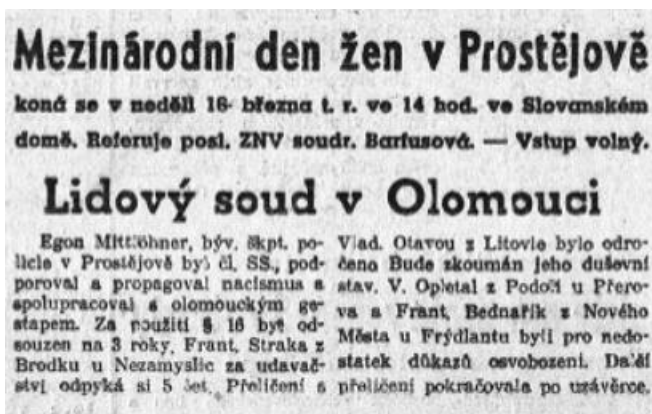 Mezinárodní den žen v Prostějově
koná se v neděli 16. března t. r. ve 14 hod. ve Slovanském
domě. Referuje posl. ZNV soudr. Barfusová. — Vstup volný.
Lidový soud v Olomouci
Egon Mittlöhner, býv. škpt. po-
licie v Prostějově byl čl. SS., pod-
poroval a propagoval nacismus a
spolupracoval s olomouckým ge-
stapem. Za použití § 16 byl od-
souzen na 3 roky, Frant. Straka z
Brodku u Nezamyslic za udavač-
ství odpyká si 5 let. Přelíčení s
Vlad. Otavou z Litovle bylo odro-
čeno Bude zkoumán jeho duševní
stav. V. Opletal z Podolí u Přero-
va a Frant. Bednařík z Nového
Města u Frýdlantu byli pro nedo-
statek důkazů osvobozeni. Další
přelíčení pokračovala po uzávěrce.